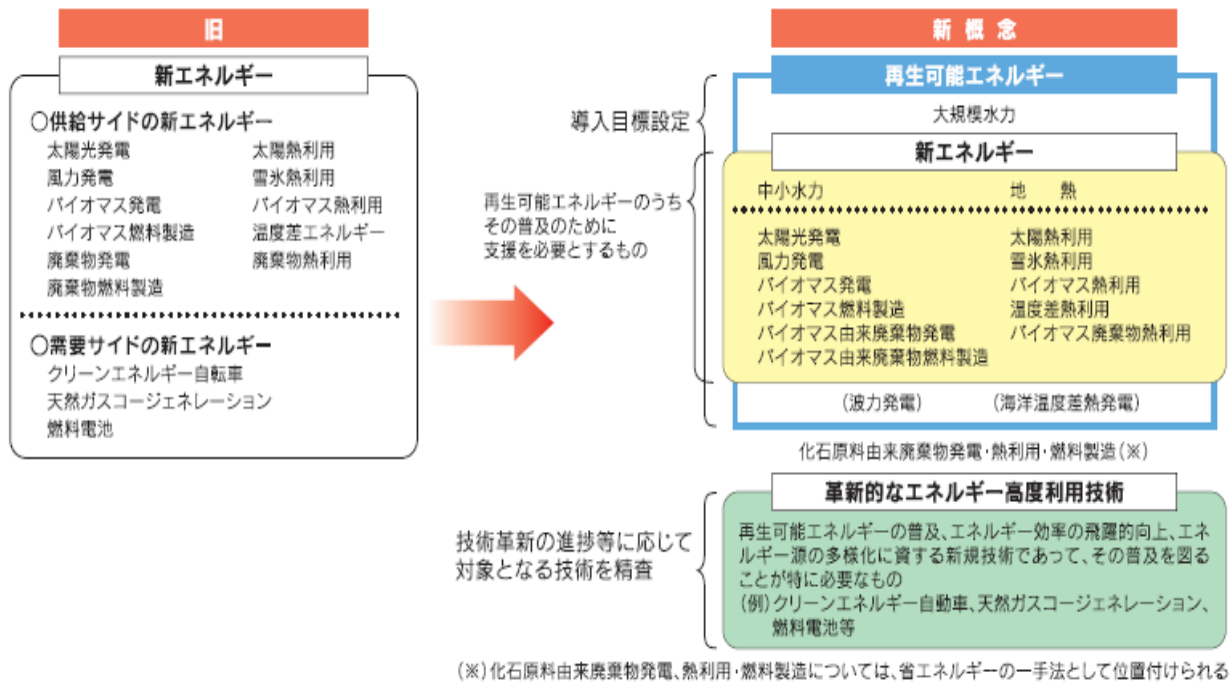 旧
新エネルギー
○供給サイドの新エネルギー
太陽光発電 太陽熱利用
風力発電 雪氷熱利用
バイオマス発電 バイオマス熱利用
バイオマス燃料製造 温度差エネルギー
廃棄物発電 廃棄物熱利用
廃棄物燃料製造
○需要サイドの新エネルギー
クリーンエネルギー自転車
天然ガスコージェネレーション
燃料電池
新概念
再生可能エネルギー
導入目標設定
大規模水力
新エネルギー
再生可能エネルギーのうち
その普及のために
支援を必要とするもの
中小水力 地 熱
太陽光発電 太陽熱利用
風力発電 雪氷熱利用
バイオマス発電 バイオマス熱利用
バイオマス燃料製造 温度差熱利用
バイオマス由来廃棄物発電 バイオマス廃棄物熱利用
バイオマス由来廃棄物燃料製造
(波力発電) (海洋温度差熱発電)
化石原料由来廃棄物発電・熱利用・燃料製造(※)
革新的なエネルギー高度利用技術
技術革新の進捗等に応じて
対象となる技術を精査
再生可能エネルギーの普及、エネルギー効率の飛躍的向上、エネ
ルギー源の多様化に資する新規技術であって、その普及を図る
ことが特に必要なもの
(例)クリーンエネルギー自動車、天然ガスコージェネレーション、
燃料電池等
(※)化石原料由来廃棄物発電、熱利用・燃料製造については、省エネルギーの一手法として位置付けられる